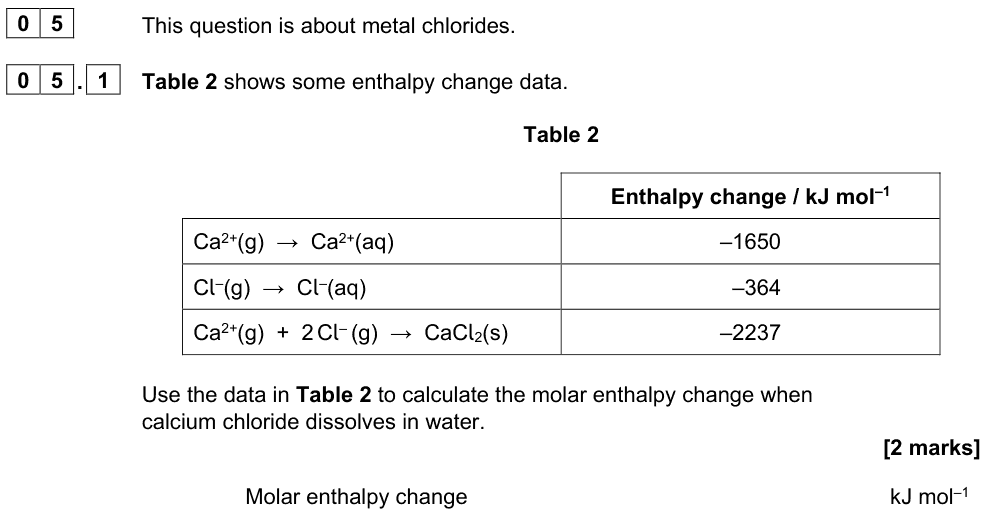 0 5 This question is about metal chlorides.
0 5 . 1 Table 2 shows some enthalpy change data.
Table 2
Enthalpy change / kJ mol⁻¹
Ca²⁺(g) → Ca²⁺(aq) –1650
Cl⁻(g) → Cl⁻(aq) –364
Ca²⁺(g) + 2 Cl⁻ (g) → CaCl₂(s) –2237
Use the data in Table 2 to calculate the molar enthalpy change when
calcium chloride dissolves in water.
[2 marks]
Molar enthalpy change kJ mol⁻¹